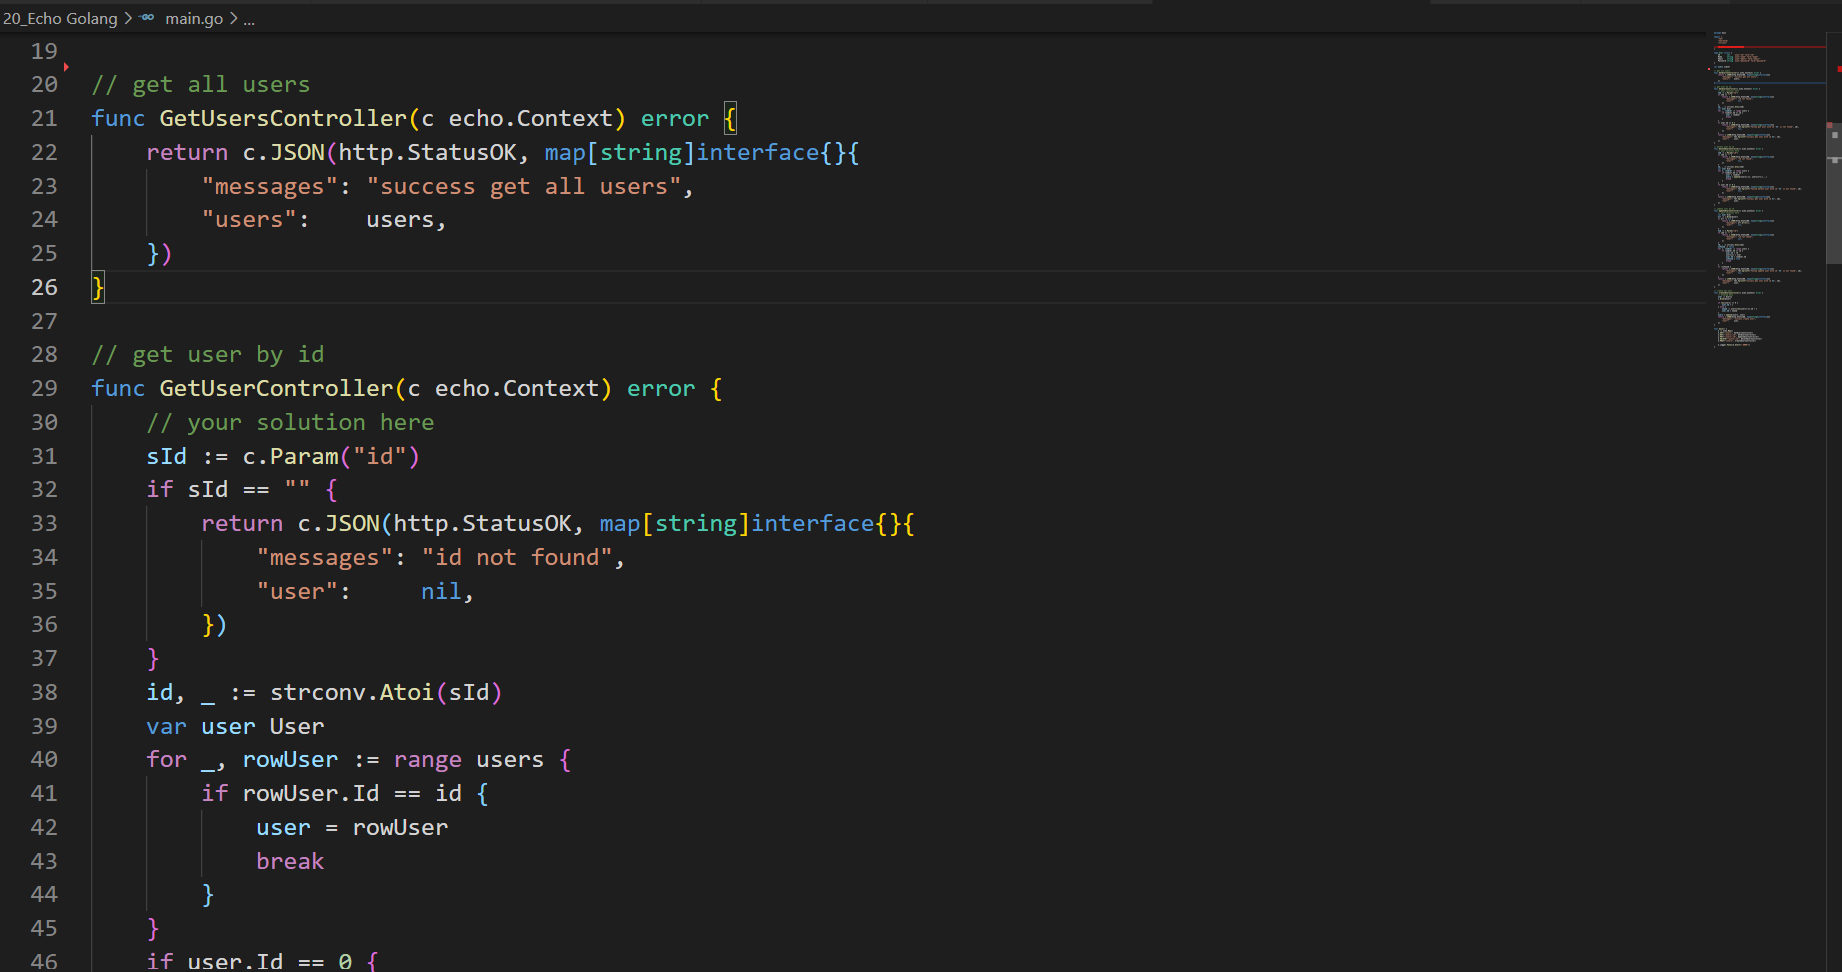 20_Echo Golang > main.go > ...
19
20 // get all users
21 func GetUsersController(c echo.Context) error {
22     return c.JSON(http.StatusOK, map[string]interface{}{
23         "messages": "success get all users",
24         "users":    users,
25     })
26 }
27
28 // get user by id
29 func GetUserController(c echo.Context) error {
30     // your solution here
31     sId := c.Param("id")
32     if sId == "" {
33         return c.JSON(http.StatusOK, map[string]interface{}{
34             "messages": "id not found",
35             "user":     nil,
36         })
37     }
38     id, _ := strconv.Atoi(sId)
39     var user User
40     for _, rowUser := range users {
41         if rowUser.Id == id {
42             user = rowUser
43             break
44         }
45     }
46     if user.Id == 0 {